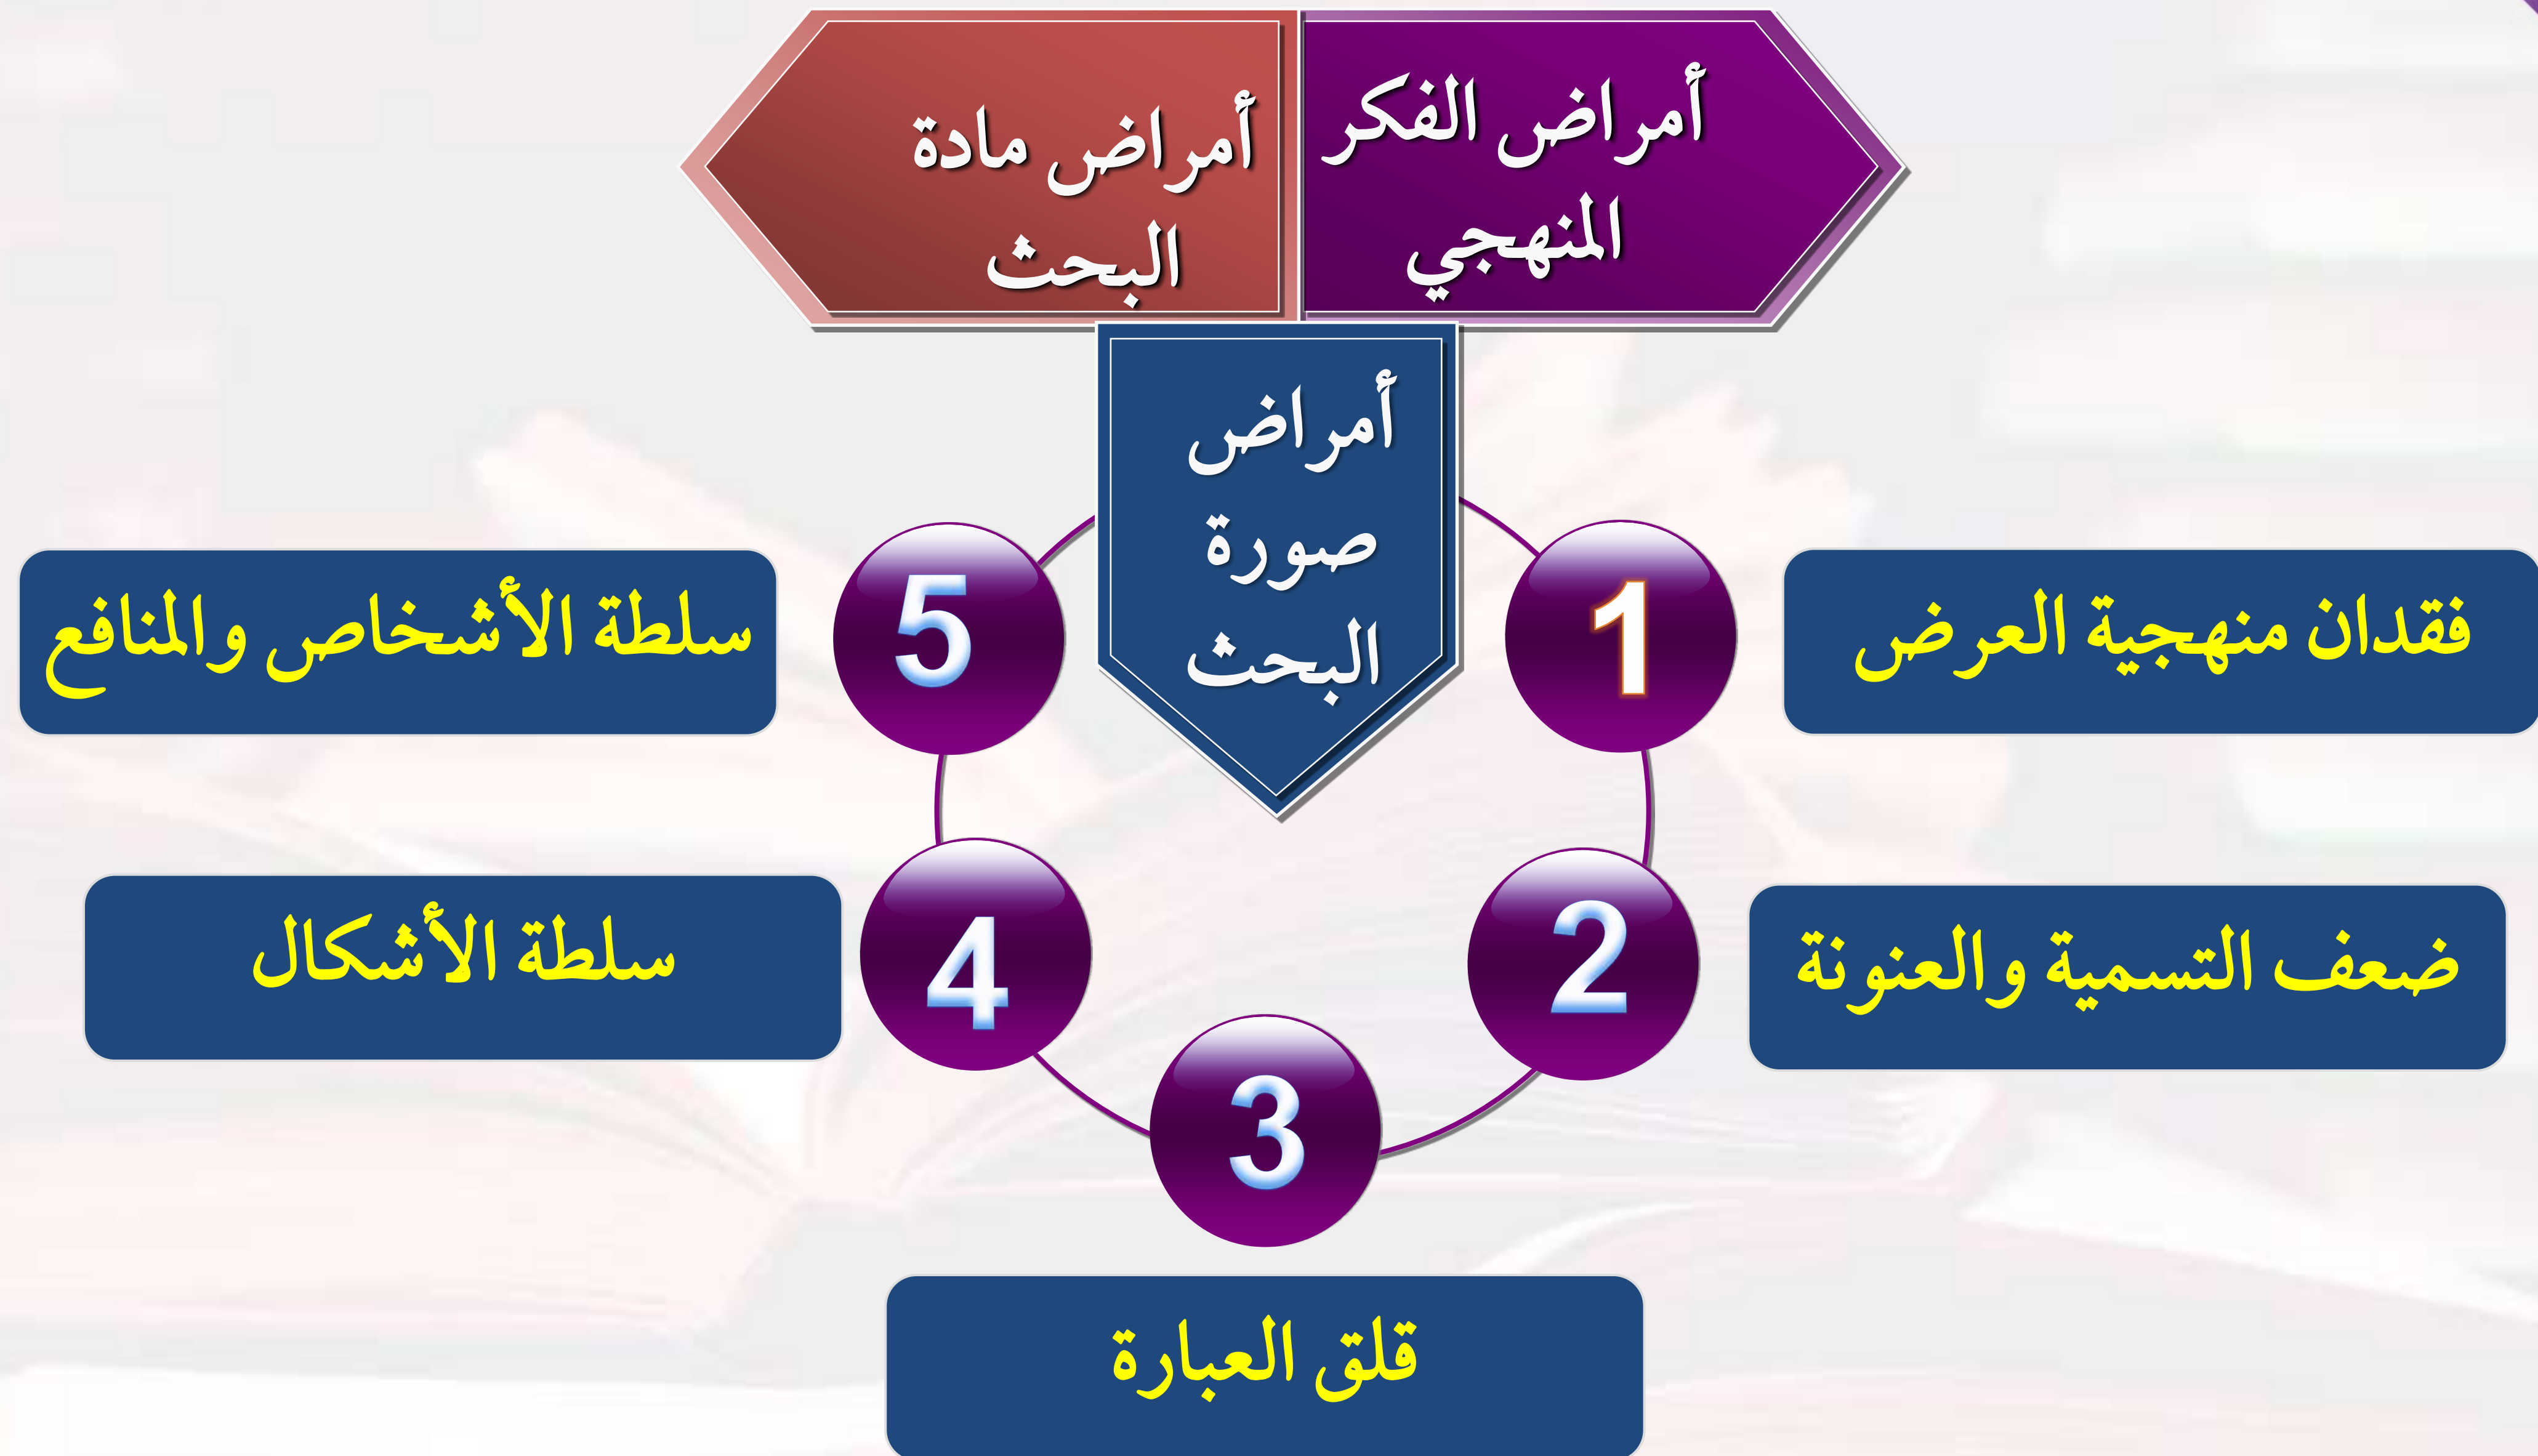 أمراض الفكر
المنهجي
أمراض مادة
البحث
أمراض
صورة
البحث
1
فقدان منهجية العرض
2
ضعف التسمية والعنونة
3
قلق العبارة
4
سلطة الأشكال
5
سلطة الأشخاص والمنافع